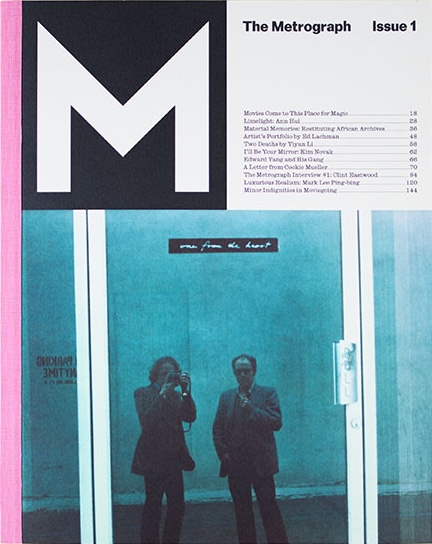 M
The Metrograph Issue 1
Movies Come to This Place for Magic 18
Limelight: Ann Hui 28
Material Memories: Restituting African Archives 36
Artist's Portfolio by Ed Lachman 48
Two Deaths by Yiyun Li 58
I'll Be Your Mirror: Kim Novak 62
Edward Yang and His Gang 66
A Letter from Cookie Mueller 70
The Metrograph Interview #1: Clint Eastwood 84
Luxurious Realism: Mark Lee Ping-bing 120
Minor Indignities in Moviegoing 144
one from the heart
PARKING
ANYTIME